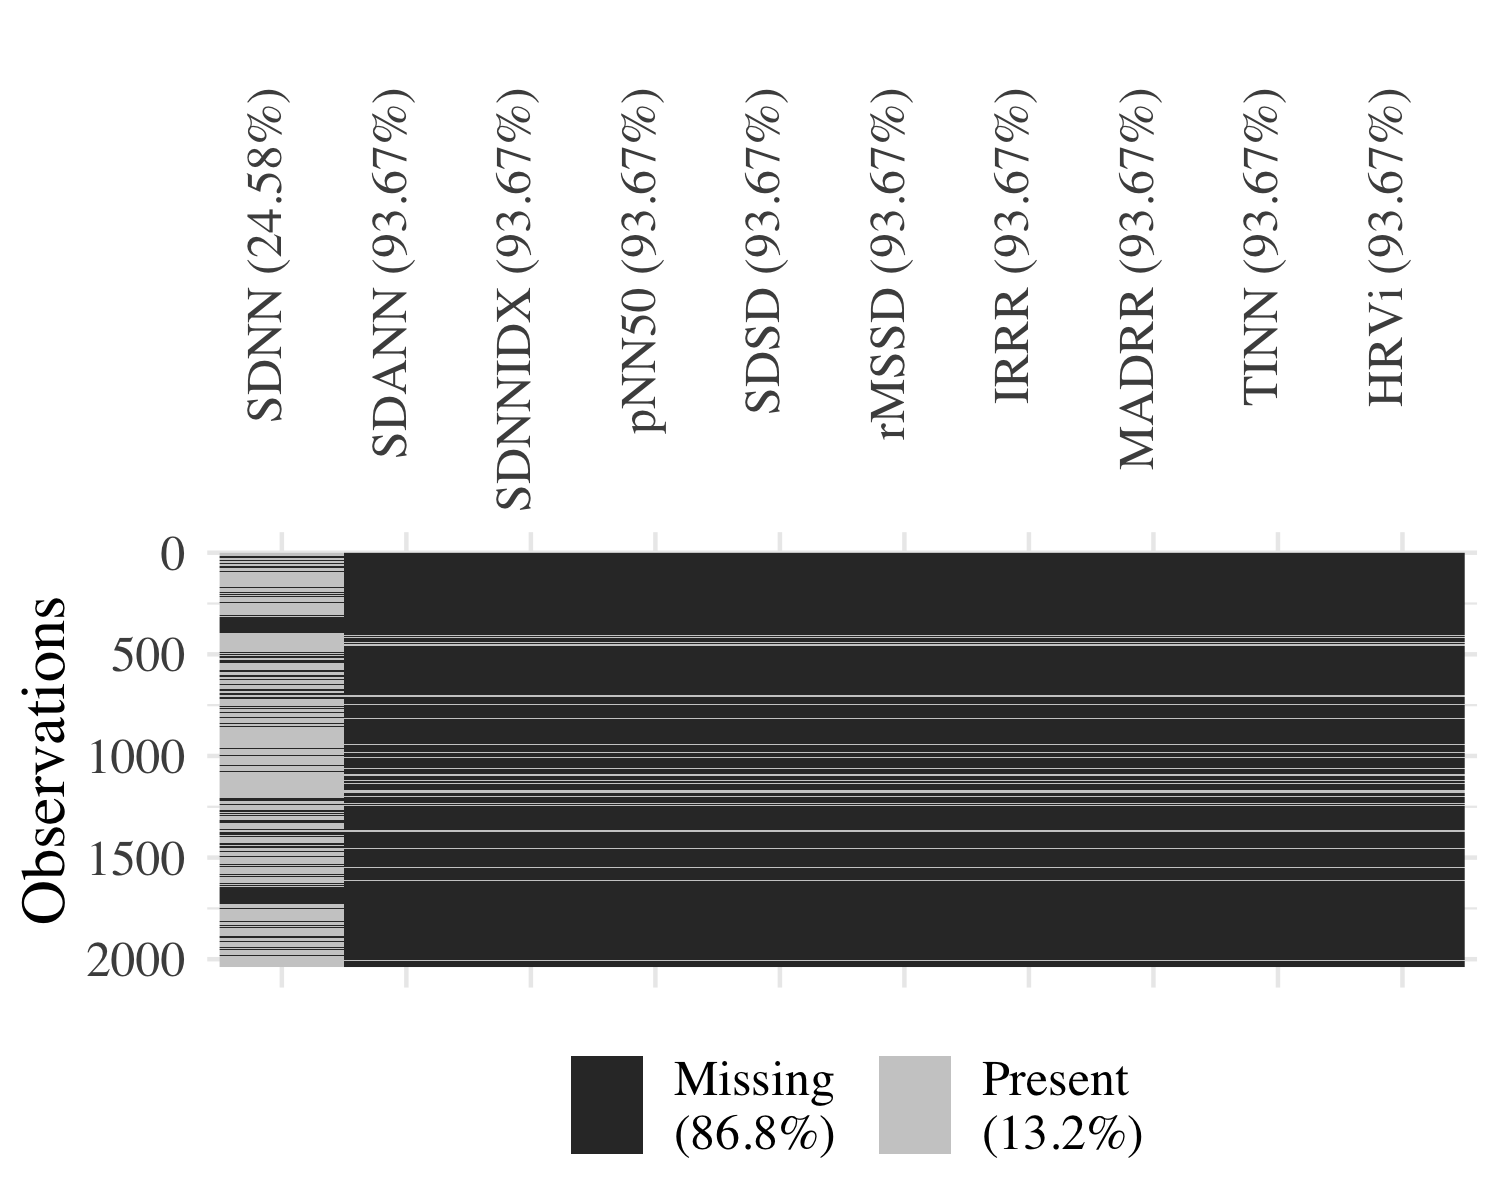 SDNN (24.58%)
SDANN (93.67%)
SDNNIDX (93.67%)
pNN50 (93.67%)
SDSD (93.67%)
rMSSD (93.67%)
IRRR (93.67%)
MADRR (93.67%)
TINN (93.67%)
HRVi (93.67%)
Observations
0
500
1000
1500
2000
Missing
(86.8%)
Present
(13.2%)